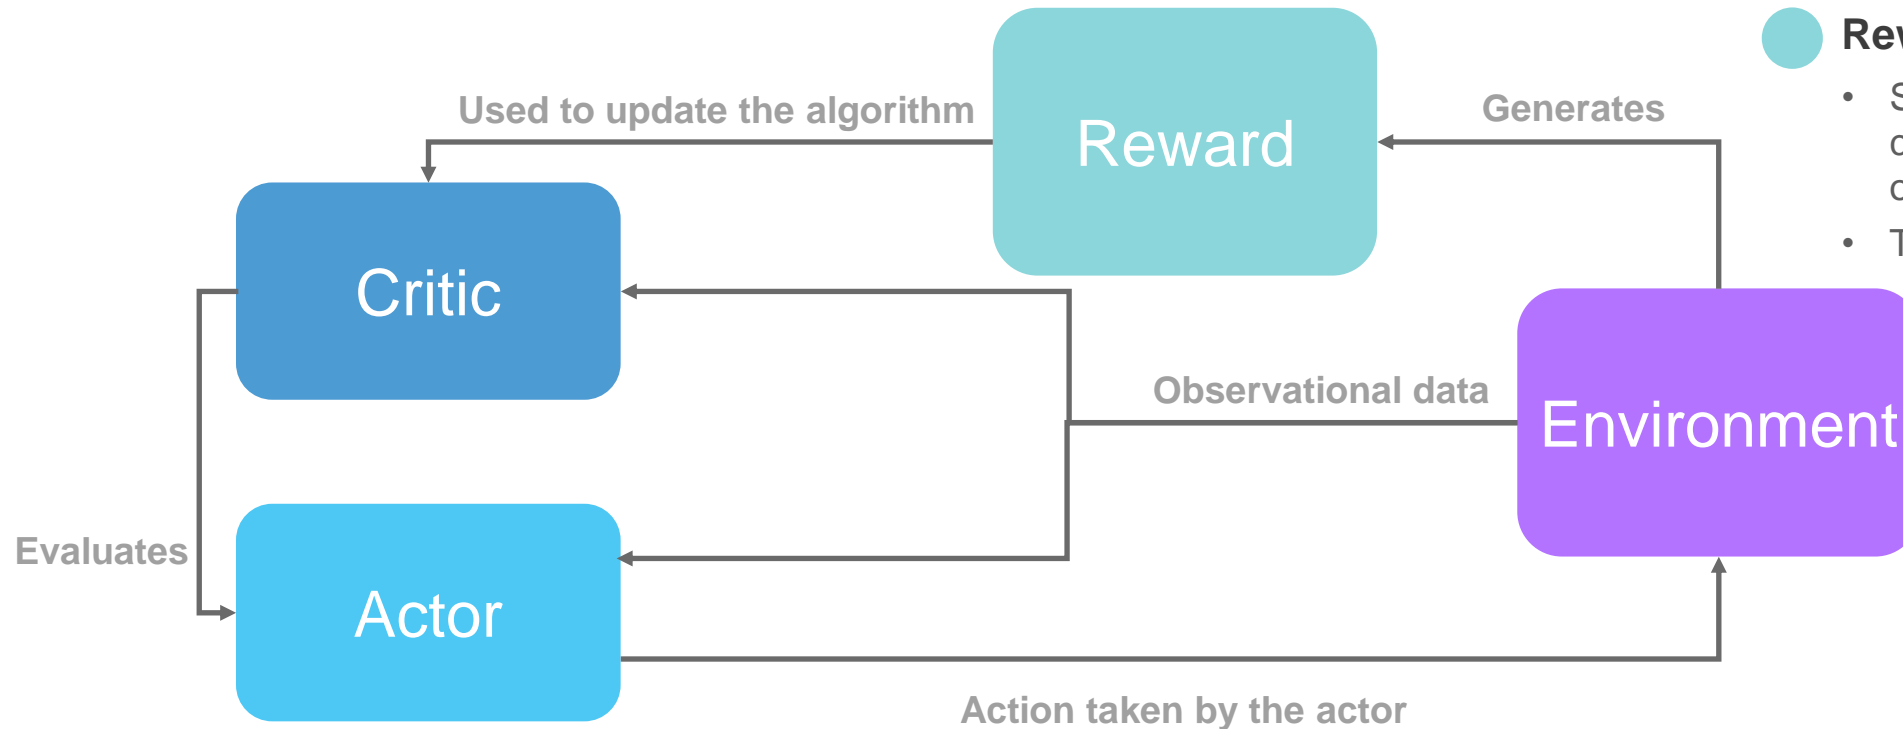 Used to update the algorithm
Reward
Generates
Critic
Observational data
Environment
Evaluates
Actor
Action taken by the actor